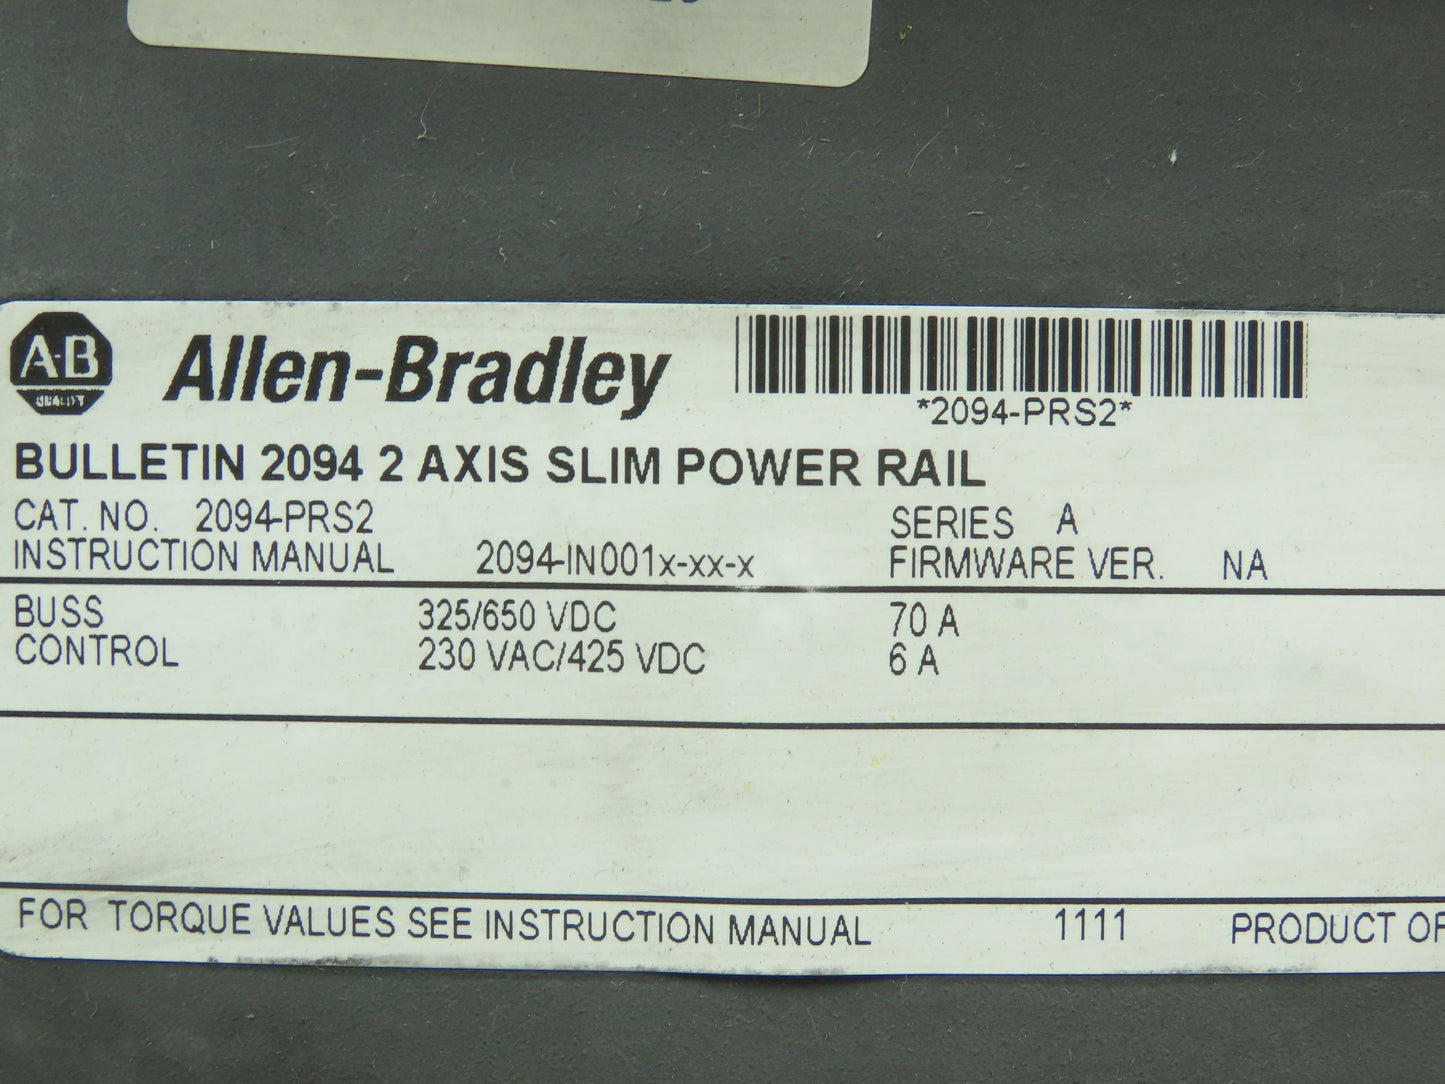 A-B
QUALITY
Allen-Bradley
*2094-PRS2*
BULLETIN 2094 2 AXIS SLIM POWER RAIL
CAT. NO. 2094-PRS2 SERIES A
INSTRUCTION MANUAL 2094-IN001x-xx-x FIRMWARE VER. NA
BUSS 325/650 VDC 70 A
CONTROL 230 VAC/425 VDC 6 A
FOR TORQUE VALUES SEE INSTRUCTION MANUAL 1111 PRODUCT OF